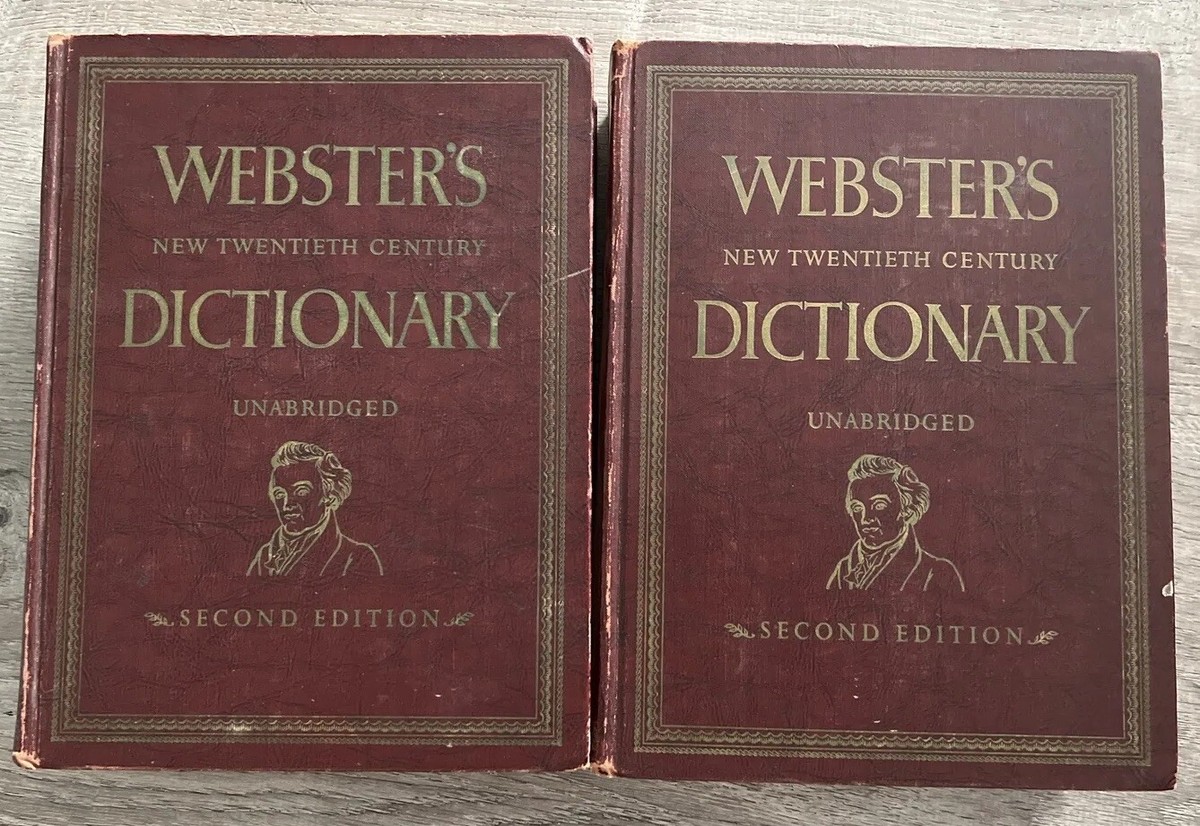 WEBSTER'S
NEW TWENTIETH CENTURY
DICTIONARY
UNABRIDGED
SECOND EDITION
WEBSTER'S
NEW TWENTIETH CENTURY
DICTIONARY
UNABRIDGED
SECOND EDITION